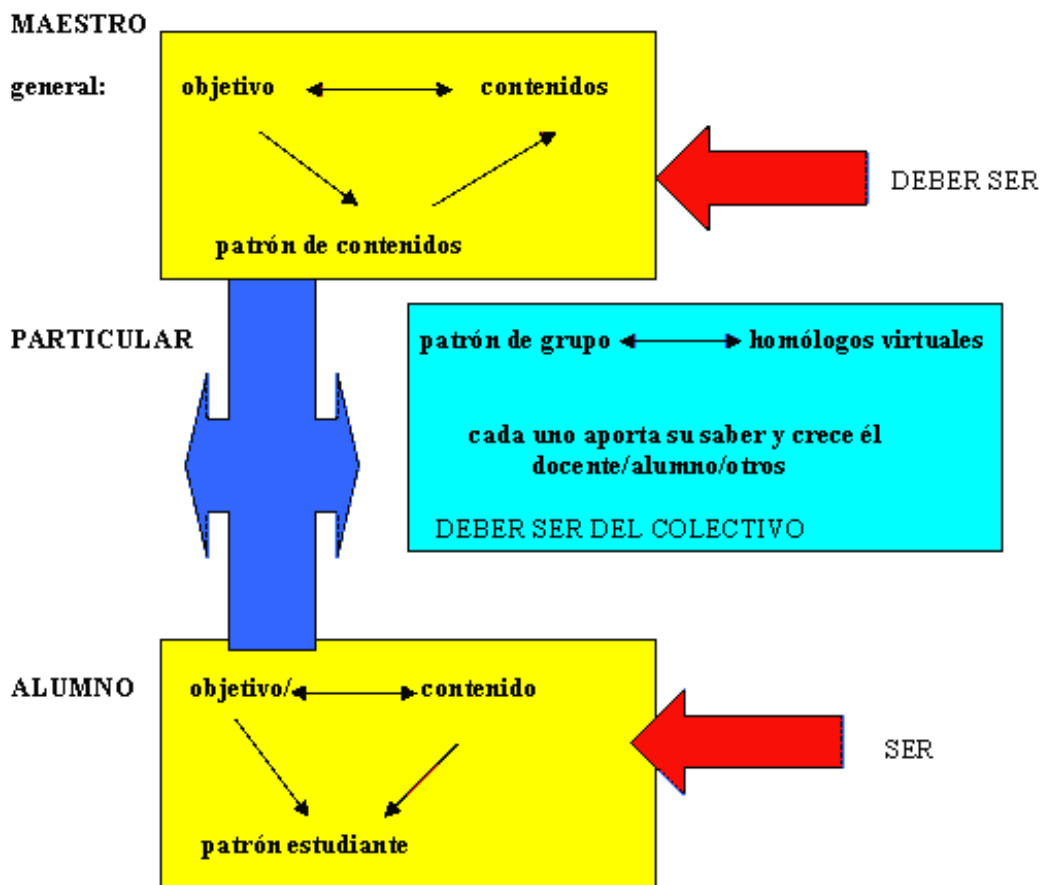 MAESTRO
general:
objetivo contenidos
patrón de contenidos
DEBER SER
PARTICULAR
patrón de grupo homólogos virtuales
cada uno aporta su saber y crece él
docente/alumno/otros
DEBER SER DEL COLECTIVO
ALUMNO
objetivo/ contenido
patrón estudiante
SER